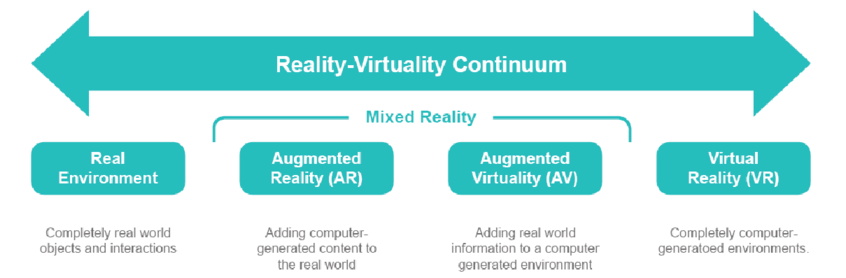 Reality-Virtuality Continuum
Mixed Reality
Real
Environment
Augmented
Reality (AR)
Augmented
Virtuality (AV)
Virtual
Reality (VR)
Completely real world
objects and interactions
Adding computer-
generated content to
the real world
Adding real world
information to a computer
generated environment
Completely computer-
generatoed environments.